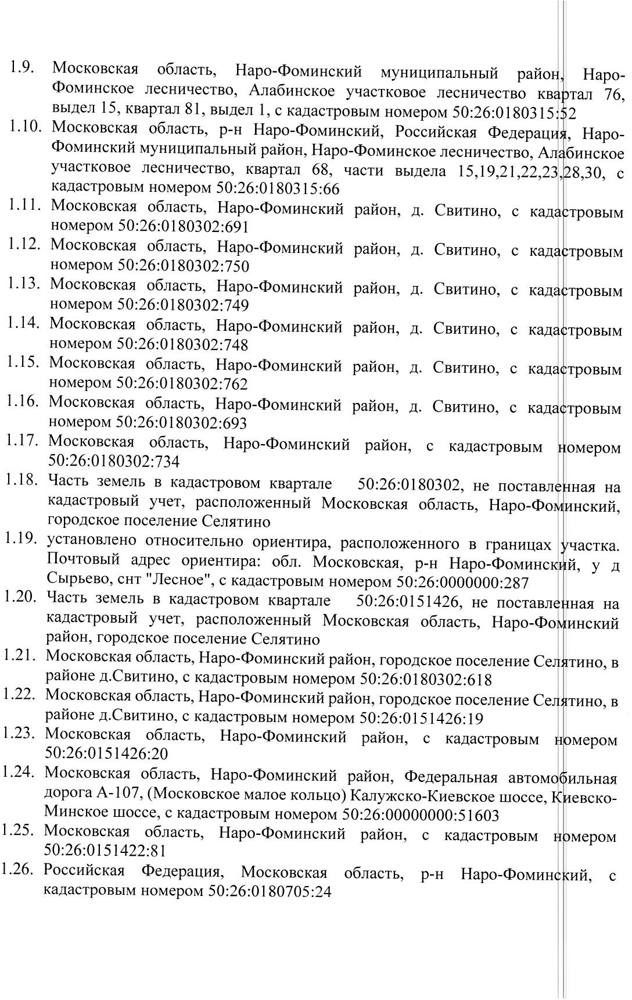 1.9. Московская область, Наро-Фоминский муниципальный район, Наро-
Фоминское лесничество, Алабинское участковое лесничество квартал 76,
выдел 15, квартал 81, выдел 1, с кадастровым номером 50:26:0180315:52
1.10. Московская область, р-н Наро-Фоминский, Российская Федерация, Наро-
Фоминский муниципальный район, Наро-Фоминское лесничество, Алабинское
участковое лесничество, квартал 68, части выдела 15,19,21,22,23,28,30, с
кадастровым номером 50:26:0180315:66
1.11. Московская область, Наро-Фоминский район, д. Свитино, с кадастровым
номером 50:26:0180302:691
1.12. Московская область, Наро-Фоминский район, д. Свитино, с кадастровым
номером 50:26:0180302:750
1.13. Московская область, Наро-Фоминский район, д. Свитино, с кадастровым
номером 50:26:0180302:749
1.14. Московская область, Наро-Фоминский район, д. Свитино, с кадастровым
номером 50:26:0180302:748
1.15. Московская область, Наро-Фоминский район, д. Свитино, с кадастровым
номером 50:26:0180302:762
1.16. Московская область, Наро-Фоминский район, д. Свитино, с кадастровым
номером 50:26:0180302:693
1.17. Московская область, Наро-Фоминский район, с кадастровым номером
50:26:0180302:734
1.18. Часть земель в кадастровом квартале 50:26:0180302, не поставленная на
кадастровый учет, расположенный Московская область, Наро-Фоминский,
городское поселение Селятино
1.19. установлено относительно ориентира, расположенного в границах участка.
Почтовый адрес ориентира: обл. Московская, р-н Наро-Фоминский, у д
Сырьево, снт "Лесное", с кадастровым номером 50:26:0000000:287
1.20. Часть земель в кадастровом квартале 50:26:0151426, не поставленная на
кадастровый учет, расположенный Московская область, Наро-Фоминский
район, городское поселение Селятино
1.21. Московская область, Наро-Фоминский район, городское поселение Селятино, в
районе д.Свитино, с кадастровым номером 50:26:0180302:618
1.22. Московская область, Наро-Фоминский район, городское поселение Селятино, в
районе д.Свитино, с кадастровым номером 50:26:0151426:19
1.23. Московская область, Наро-Фоминский район, с кадастровым номером
50:26:0151426:20
1.24. Московская область, Наро-Фоминский район, Федеральная автомобильная
дорога А-107, (Московское малое кольцо) Калужско-Киевское шоссе, Киевско-
Минское шоссе, с кадастровым номером 50:26:00000000:51603
1.25. Московская область, Наро-Фоминский район, с кадастровым номером
50:26:0151422:81
1.26. Российская Федерация, Московская область, р-н Наро-Фоминский, с
кадастровым номером 50:26:0180705:24